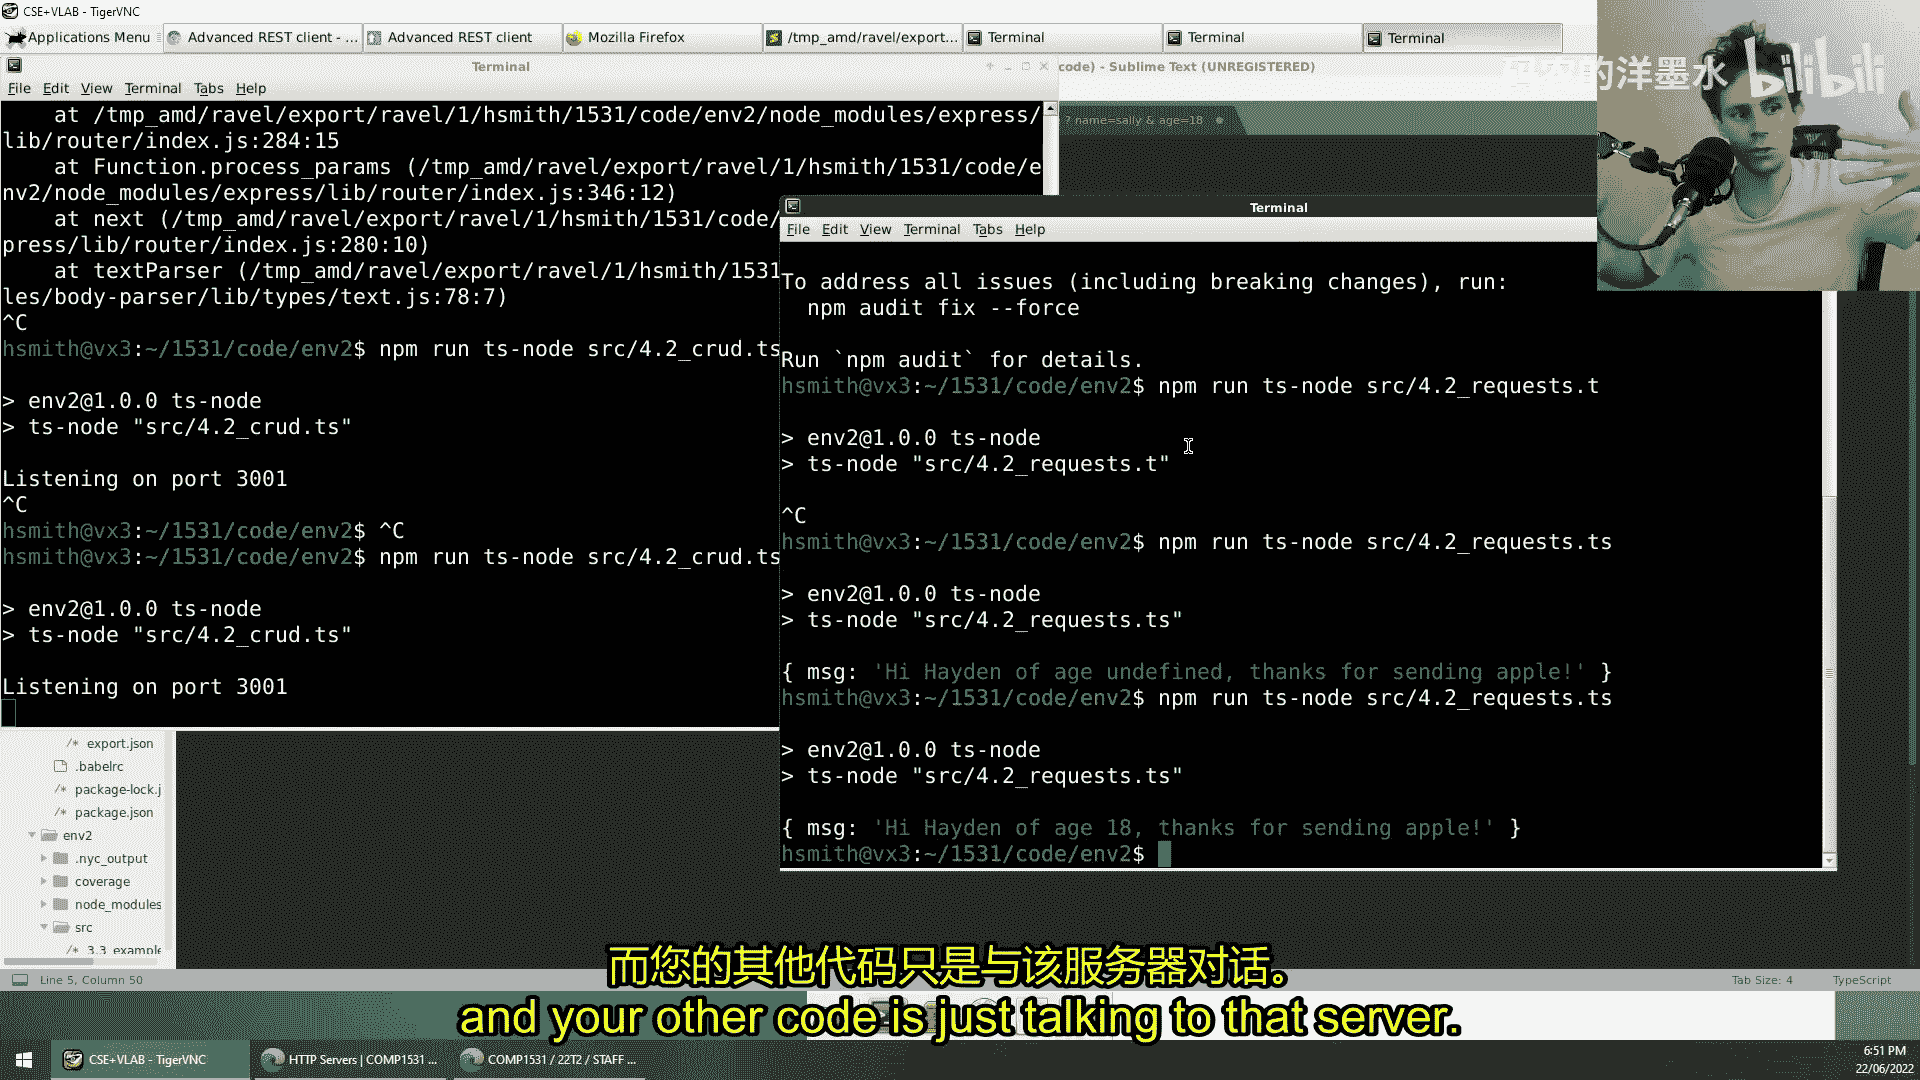 CSE+VLAB - TigerVNC
Applications Menu
Advanced REST client - ...
Advanced REST client
Mozilla Firefox
/tmp_amd/ravel/export...
Terminal
Terminal
Terminal
Terminal
code) - Sublime Text (UNREGISTERED)
的洋墨水 bilibili
File Edit View Terminal Tabs Help
? name=sally & age=18
    at /tmp_amd/ravel/export/ravel/1/hsmith/1531/code/env2/node_modules/express/
lib/router/index.js:284:15
    at Function.process_params (/tmp_amd/ravel/export/ravel/1/hsmith/1531/code/e
nv2/node_modules/express/lib/router/index.js:346:12)
    at next (/tmp_amd/ravel/export/ravel/1/hsmith/1531/code/
press/lib/router/index.js:280:10)
    at textParser (/tmp_amd/ravel/export/ravel/1/hsmith/1531
les/body-parser/lib/types/text.js:78:7)
^C
hsmith@vx3:~/1531/code/env2$ npm run ts-node src/4.2_crud.ts
> env2@1.0.0 ts-node
> ts-node "src/4.2_crud.ts"
Listening on port 3001
^C
hsmith@vx3:~/1531/code/env2$ ^C
hsmith@vx3:~/1531/code/env2$ npm run ts-node src/4.2_crud.ts
> env2@1.0.0 ts-node
> ts-node "src/4.2_crud.ts"
Listening on port 3001
Terminal
File Edit View Terminal Tabs Help
To address all issues (including breaking changes), run:
  npm audit fix --force
Run `npm audit` for details.
hsmith@vx3:~/1531/code/env2$ npm run ts-node src/4.2_requests.t
> env2@1.0.0 ts-node
> ts-node "src/4.2_requests.t"
^C
hsmith@vx3:~/1531/code/env2$ npm run ts-node src/4.2_requests.ts
> env2@1.0.0 ts-node
> ts-node "src/4.2_requests.ts"
{ msg: 'Hi Hayden of age undefined, thanks for sending apple!' }
hsmith@vx3:~/1531/code/env2$ npm run ts-node src/4.2_requests.ts
> env2@1.0.0 ts-node
> ts-node "src/4.2_requests.ts"
{ msg: 'Hi Hayden of age 18, thanks for sending apple!' }
hsmith@vx3:~/1531/code/env2$
/* export.json
.babelrc
/* package-lock.j
/* package.json
env2
.nyc_output
coverage
node_modules
src
/* 3.3_example
Line 5, Column 50
Tab Size: 4
TypeScript
而您的其他代码只是与该服务器对话。
and your other code is just talking to that server.
CSE+VLAB - TigerVNC
HTTP Servers | COMP1531 ...
COMP1531 / 22T2 / STAFF ...
6:51 PM
22/06/2022